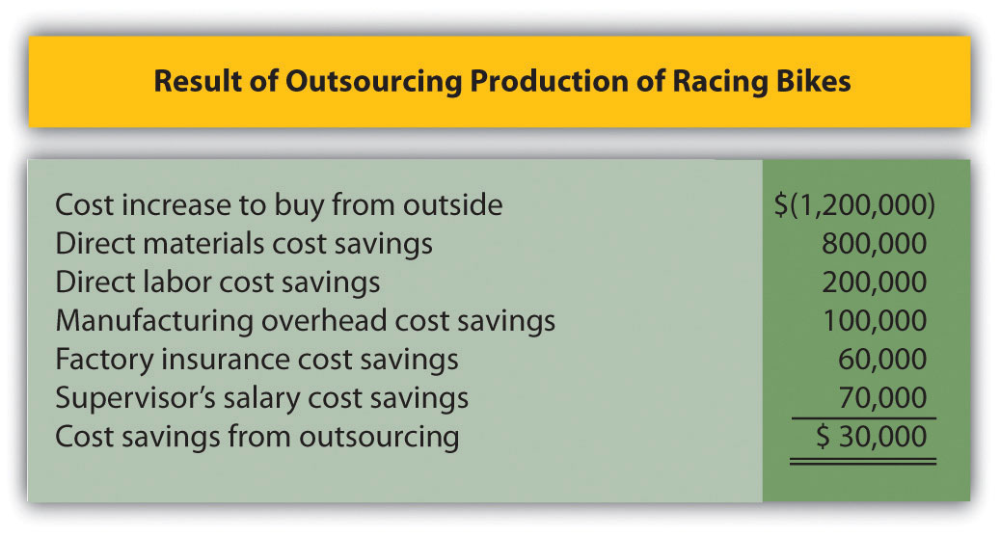 Result of Outsourcing Production of Racing Bikes
Cost increase to buy from outside $(1,200,000)
Direct materials cost savings 800,000
Direct labor cost savings 200,000
Manufacturing overhead cost savings 100,000
Factory insurance cost savings 60,000
Supervisor’s salary cost savings 70,000
Cost savings from outsourcing $ 30,000